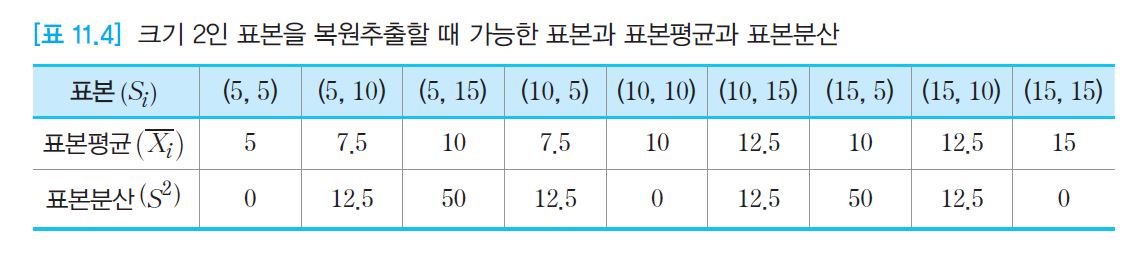 [표 11.4] 크기 2인 표본을 복원추출할 때 가능한 표본과 표본평균과 표본분산
표본(Sᵢ) (5, 5) (5, 10) (5, 15) (10, 5) (10, 10) (10, 15) (15, 5) (15, 10) (15, 15)
표본평균(X̅ᵢ) 5 7.5 10 7.5 10 12.5 10 12.5 15
표본분산(S²) 0 12.5 50 12.5 0 12.5 50 12.5 0